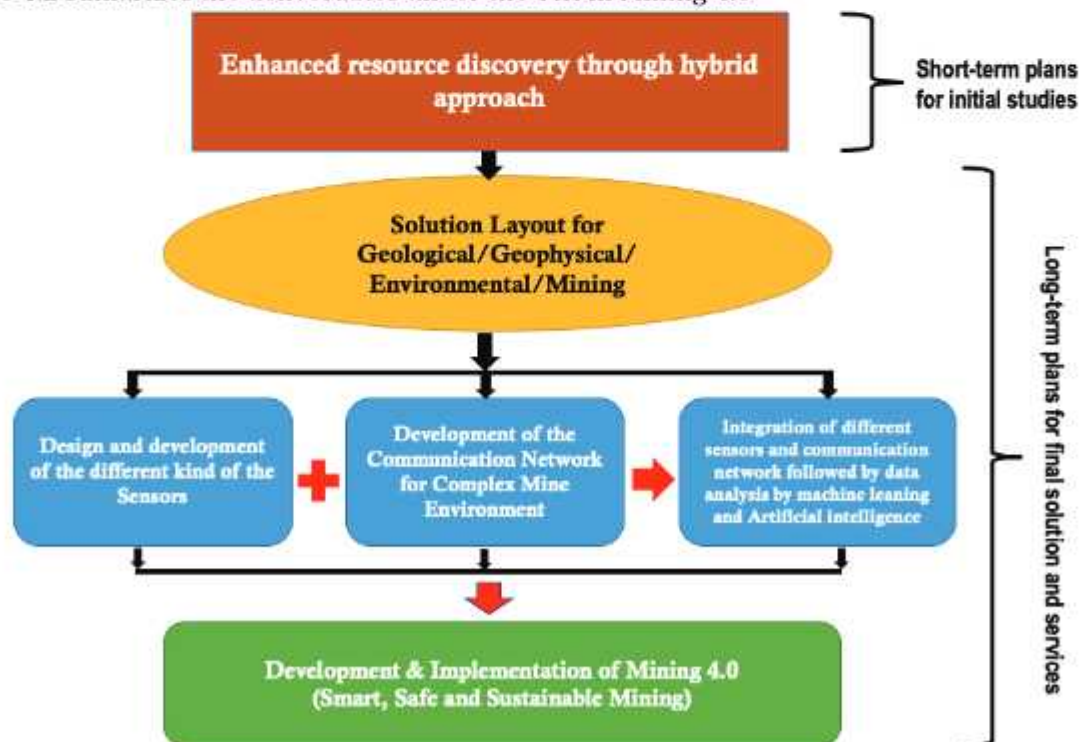 Enhanced resource discovery through hybrid
approach
Short-term plans
for initial studies
Solution Layout for
Geological/Geophysical/
Environmental/Mining
Design and development
of the different kind of the
Sensors
Development of the
Communication Network
for Complex Mine
Environment
Integration of different
sensors and communication
network followed by data
analysis by machine leaning
and Artificial intelligence
Long-term plans for final solution and services
Development & Implementation of Mining 4.0
(Smart, Safe and Sustainable Mining)